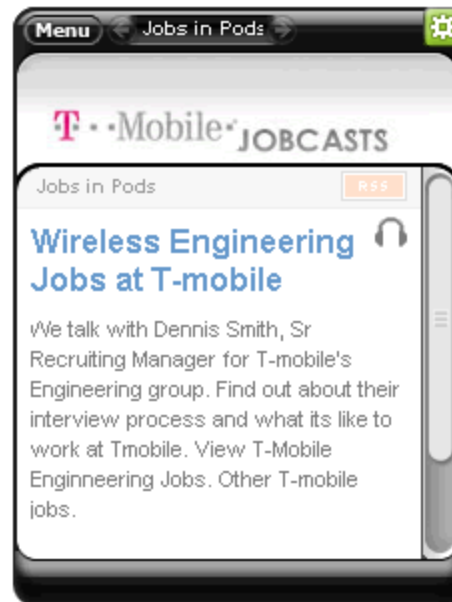 Menu Jobs in Pods
T··Mobile· JOBCASTS
Jobs in Pods RSS
Wireless Engineering
Jobs at T-mobile
We talk with Dennis Smith, Sr
Recruiting Manager for T-mobile's
Engineering group. Find out about their
interview process and what its like to
work at Tmobile. View T-Mobile
Enginneering Jobs. Other T-mobile
jobs.